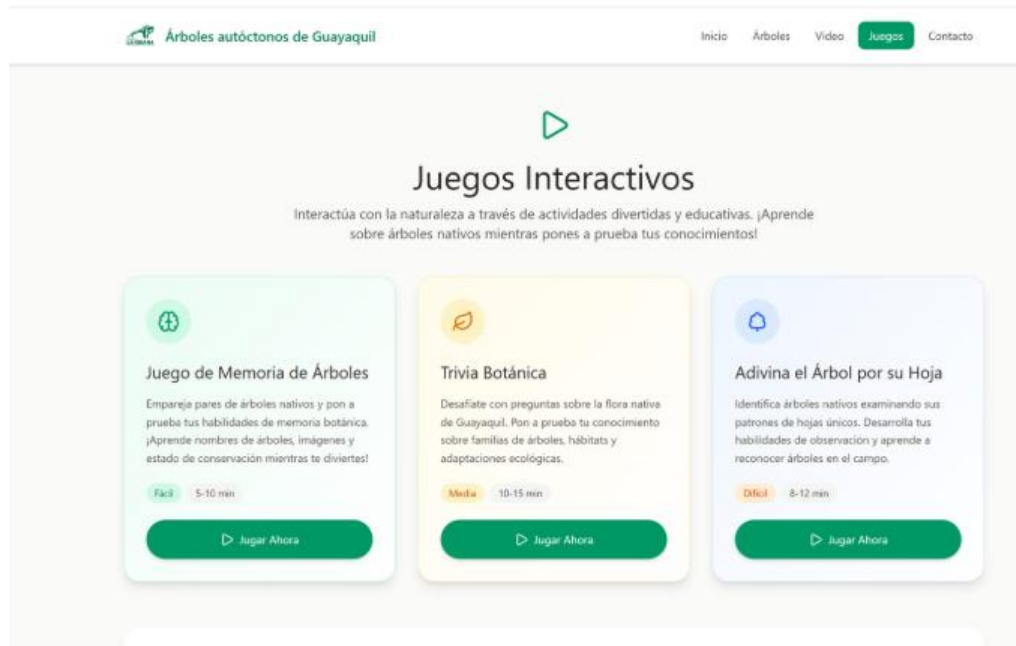 Árboles autóctonos de Guayaquil
Inicio Árboles Video Juegos Contacto
Juegos Interactivos
Interactúa con la naturaleza a través de actividades divertidas y educativas. ¡Aprende
sobre árboles nativos mientras pones a prueba tus conocimientos!
Juego de Memoria de Árboles
Empareja pares de árboles nativos y pon a
prueba tus habilidades de memoria botánica.
¡Aprende nombres de árboles, imágenes y
estado de conservación mientras te diviertes!
Fácil 5-10 min
Jugar Ahora
Trivia Botánica
Desafíate con preguntas sobre la flora nativa
de Guayaquil. Pon a prueba tu conocimiento
sobre familias de árboles, hábitats y
adaptaciones ecológicas.
Media 10-15 min
Jugar Ahora
Adivina el Árbol por su Hoja
Identifica árboles nativos examinando sus
patrones de hojas únicos. Desarrolla tus
habilidades de observación y aprende a
reconocer árboles en el campo.
Difícil 8-12 min
Jugar Ahora